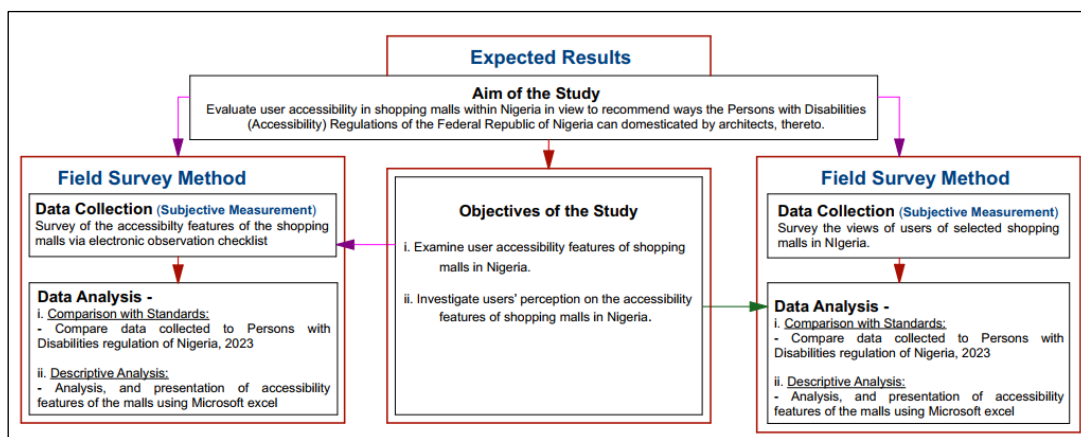 Expected Results
Aim of the Study
Evaluate user accessibility in shopping malls within Nigeria in view to recommend ways the Persons with Disabilities
(Accessibility) Regulations of the Federal Republic of Nigeria can domesticated by architects, thereto.
Field Survey Method
Data Collection (Subjective Measurement)
Survey of the accessibilty features of the shopping
malls via electronic observation checklist
Data Analysis -
i. Comparison with Standards:
- Compare data collected to Persons with
Disabilities regulation of Nigeria, 2023
ii. Descriptive Analysis:
- Analysis, and presentation of accessibility
features of the malls using Microsoft excel
Objectives of the Study
i. Examine user accessibility features of shopping
malls in Nigeria.
ii. Investigate users' perception on the accessibility
features of shopping malls in Nigeria.
Field Survey Method
Data Collection (Subjective Measurement)
Survey the views of users of selected shopping
malls in NIgeria.
Data Analysis -
i. Comparison with Standards:
- Compare data collected to Persons with
Disabilities regulation of Nigeria, 2023
ii. Descriptive Analysis:
- Analysis, and presentation of accessibility
features of the malls using Microsoft excel